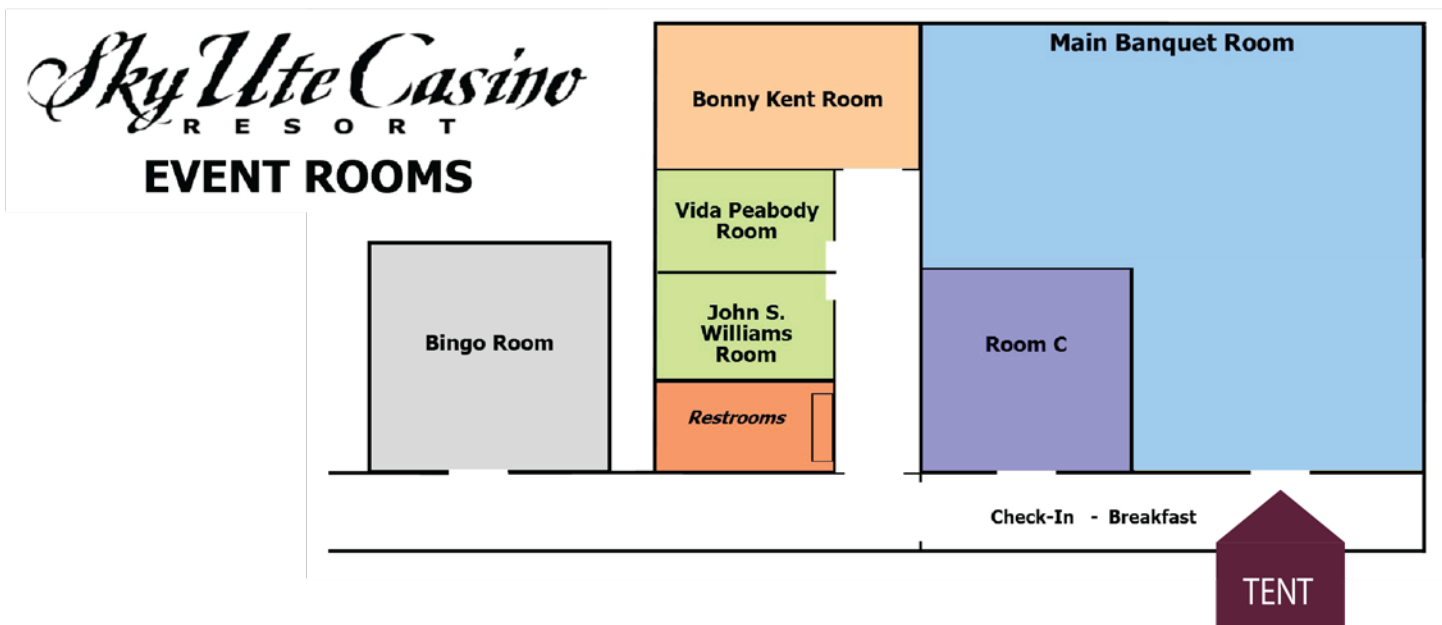 Sky Ute Casino
RESORT
EVENT ROOMS
Main Banquet Room
Bonny Kent Room
Vida Peabody
Room
John S.
Williams
Room
Bingo Room
Room C
Restrooms
Check-In - Breakfast
TENT